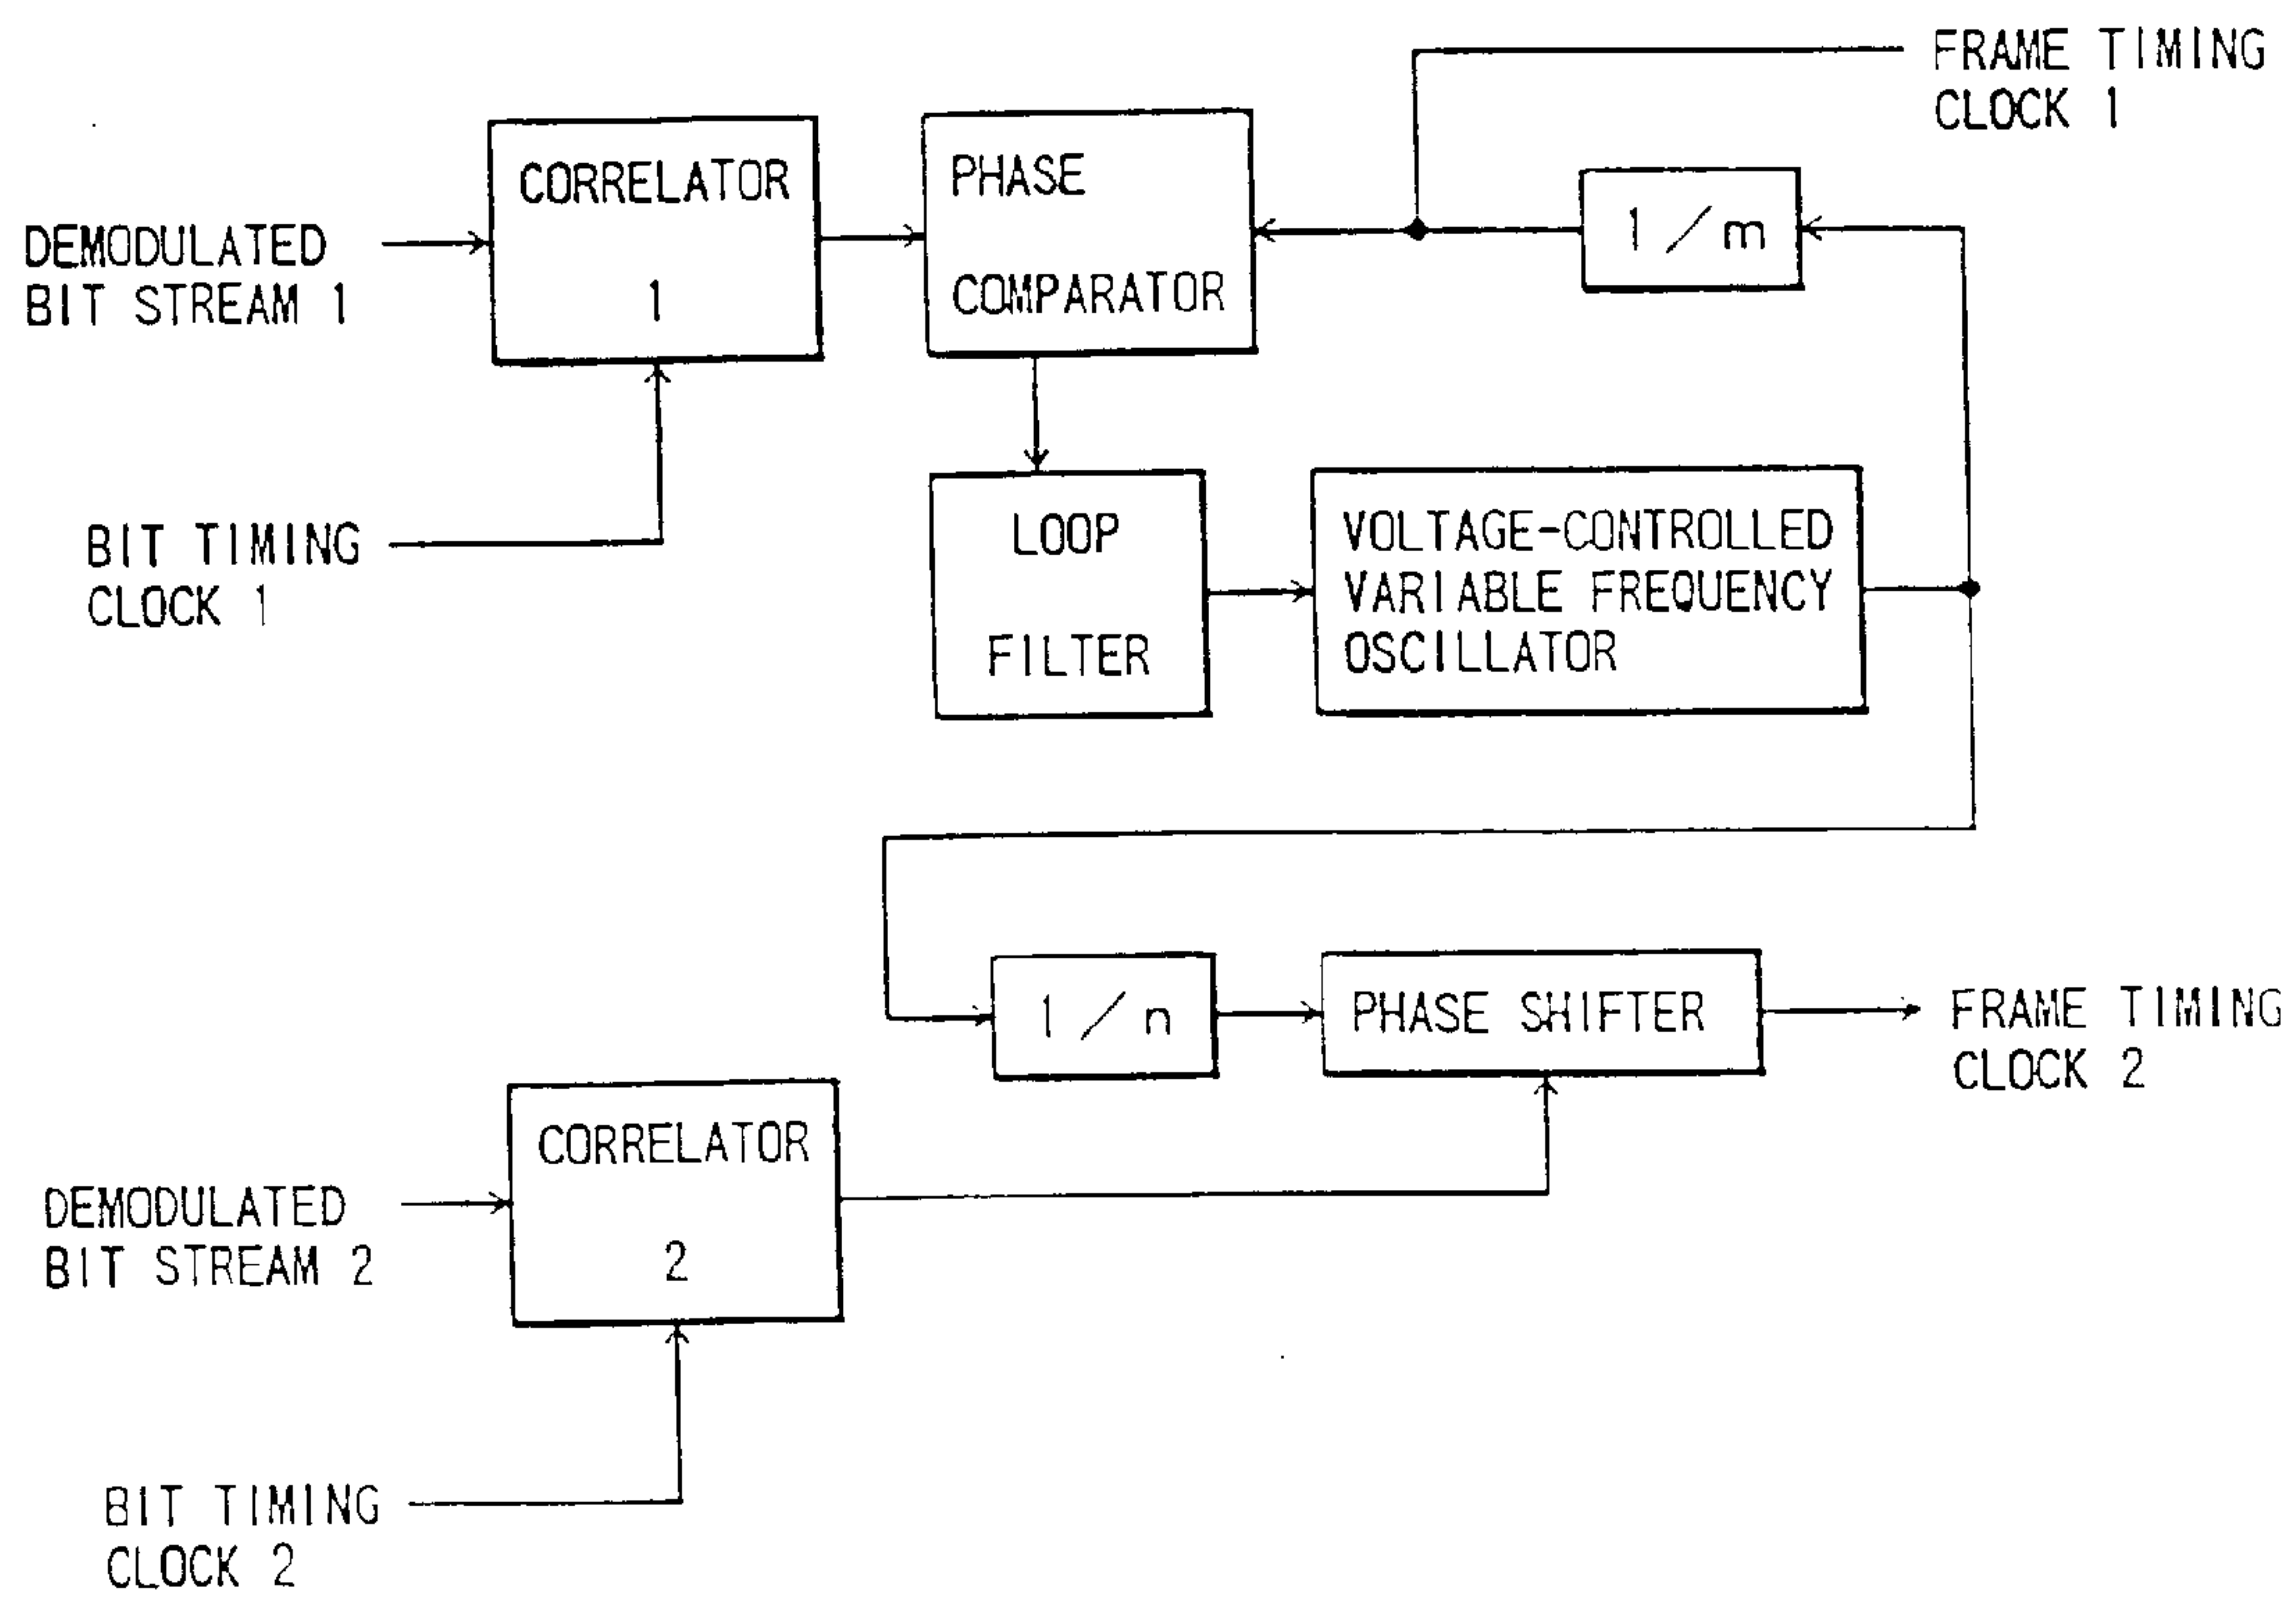 FRAME TIMING
CLOCK 1
CORRELATOR
1
PHASE
COMPARATOR
1/m
DEMODULATED
BIT STREAM 1
BIT TIMING
CLOCK 1
LOOP
FILTER
VOLTAGE-CONTROLLED
VARIABLE FREQUENCY
OSCILLATOR
1/n
PHASE SHIFTER
FRAME TIMING
CLOCK 2
CORRELATOR
2
DEMODULATED
BIT STREAM 2
BIT TIMING
CLOCK 2